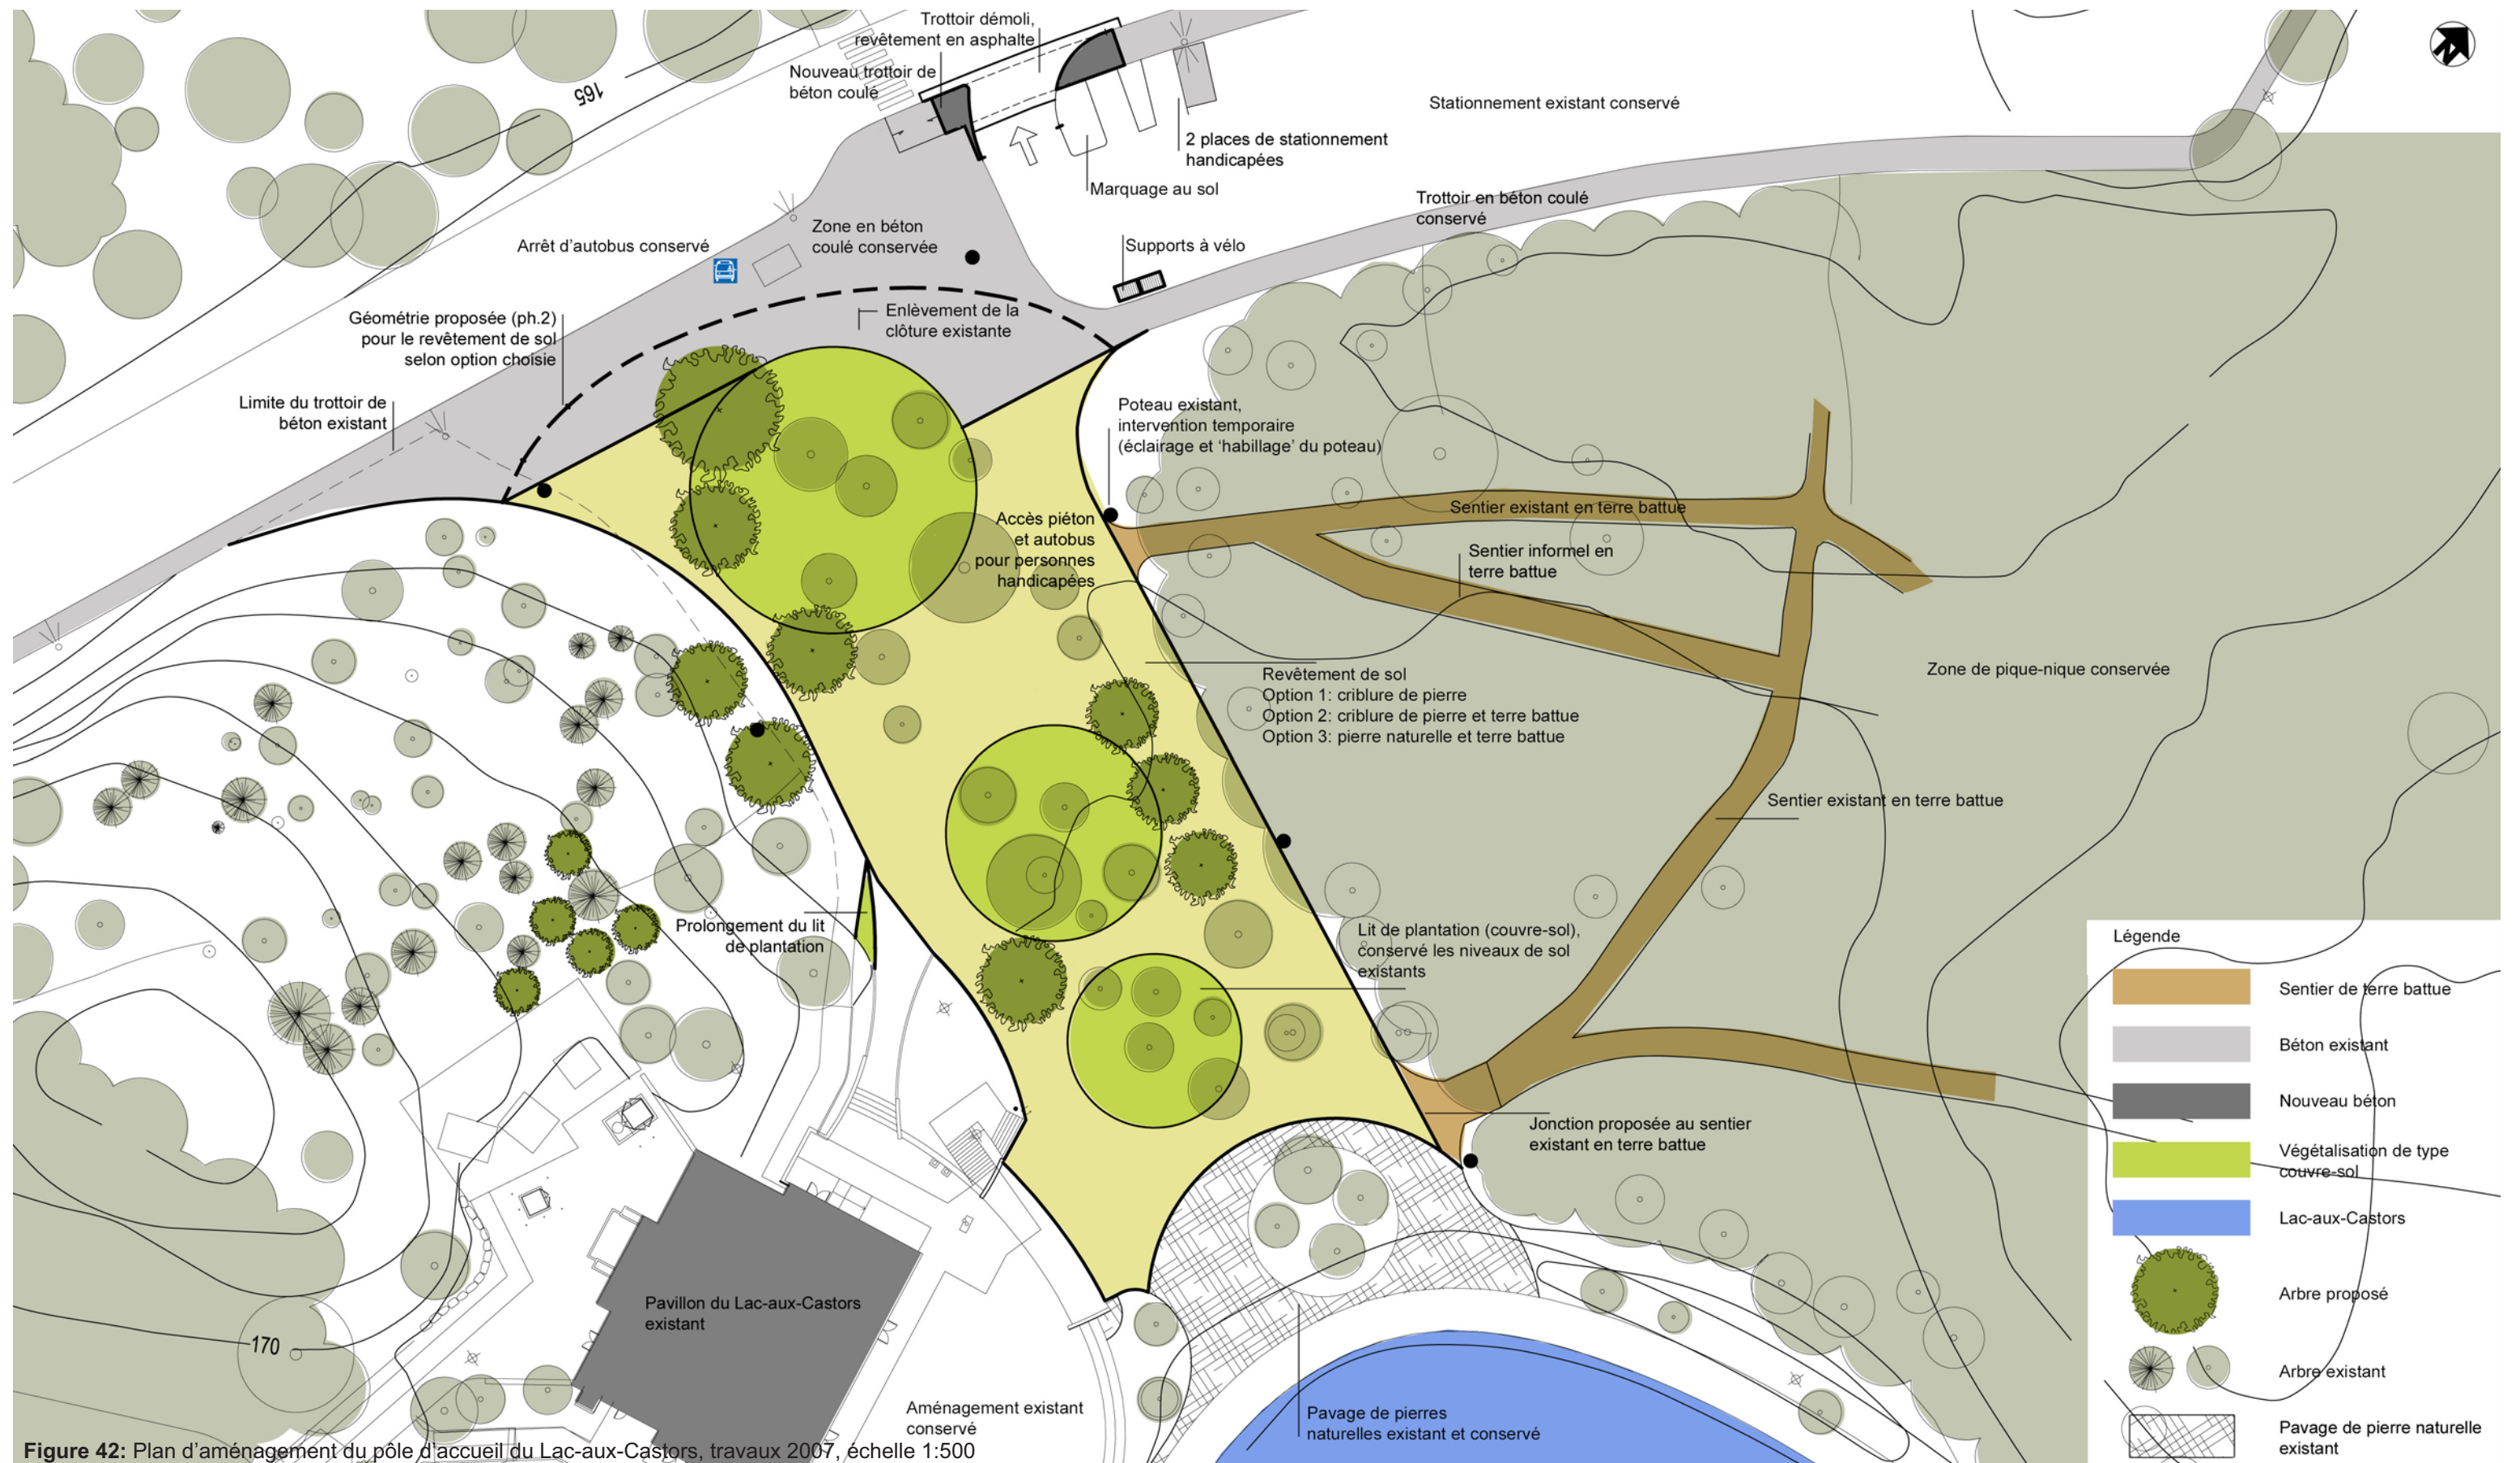 Trottoir démoli,
revêtement en asphalte
Nouveau trottoir de
béton coulé
165
Stationnement existant conservé
2 places de stationnement
handicapées
Marquage au sol
Trottoir en béton coulé
conservé
Zone en béton
coulé conservée
Arrêt d'autobus conservé
Supports à vélo
Enlèvement de la
clôture existante
Géométrie proposée (ph.2)
pour le revêtement de sol
selon option choisie
Limite du trottoir de
béton existant
Poteau existant,
intervention temporaire
(éclairage et 'habillage' du poteau)
Sentier existant en terre battue
Accès piéton
et autobus
pour personnes
handicapées
Sentier informel en
terre battue
Revêtement de sol
Option 1: criblure de pierre
Option 2: criblure de pierre et terre battue
Option 3: pierre naturelle et terre battue
Zone de pique-nique conservée
Sentier existant en terre battue
Prolongement du lit
de plantation
Lit de plantation (couvre-sol),
conservé les niveaux de sol
existants
Jonction proposée au sentier
existant en terre battue
Pavillon du Lac-aux-Castors
existant
170
Aménagement existant
conservé
Pavage de pierres
naturelles existant et conservé
Légende
Sentier de terre battue
Béton existant
Nouveau béton
Végétalisation de type
couvre-sol
Lac-aux-Castors
Arbre proposé
Arbre existant
Pavage de pierre naturelle
existant
Figure 42: Plan d'aménagement du pôle d'accueil du Lac-aux-Castors, travaux 2007, échelle 1:500